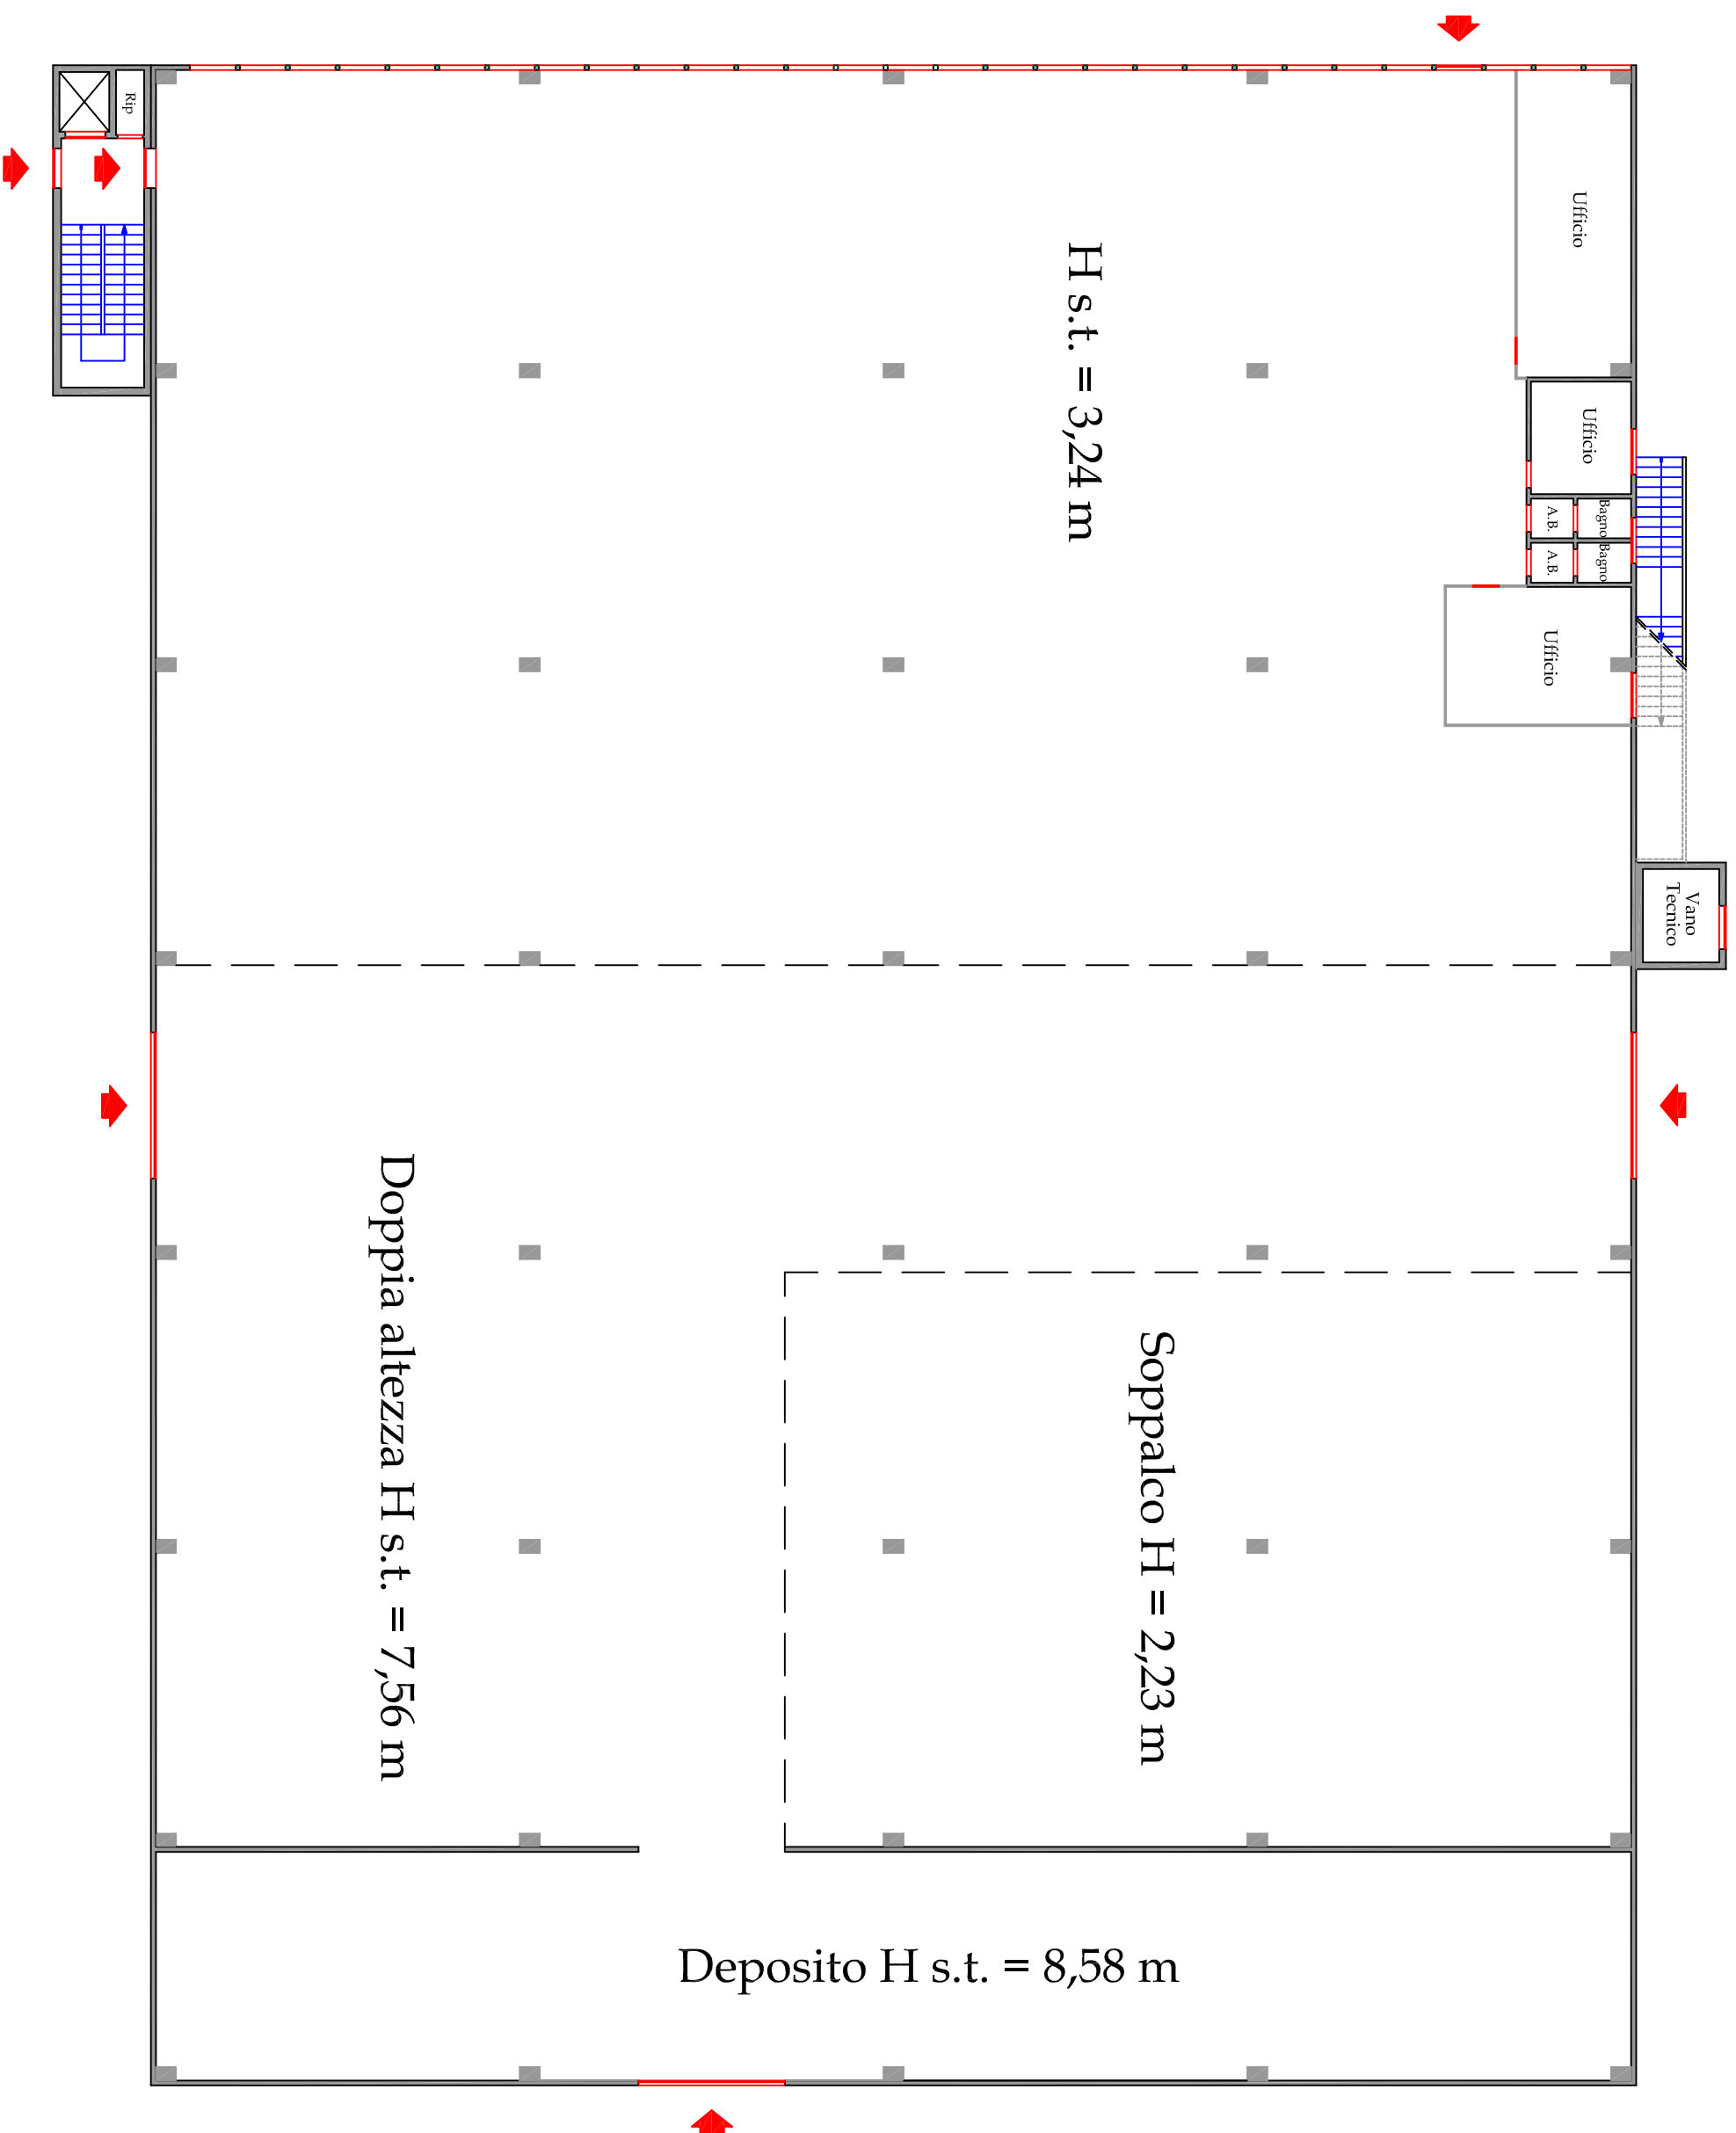 Rip
Ufficio
H s.t. = 3,24 m
Ufficio
A.B.
Bagno
A.B.
Bagno
Ufficio
Vano
Tecnico
Doppia altezza H s.t. = 7,56 m
Soppalco H = 2,23 m
Deposito H s.t. = 8,58 m